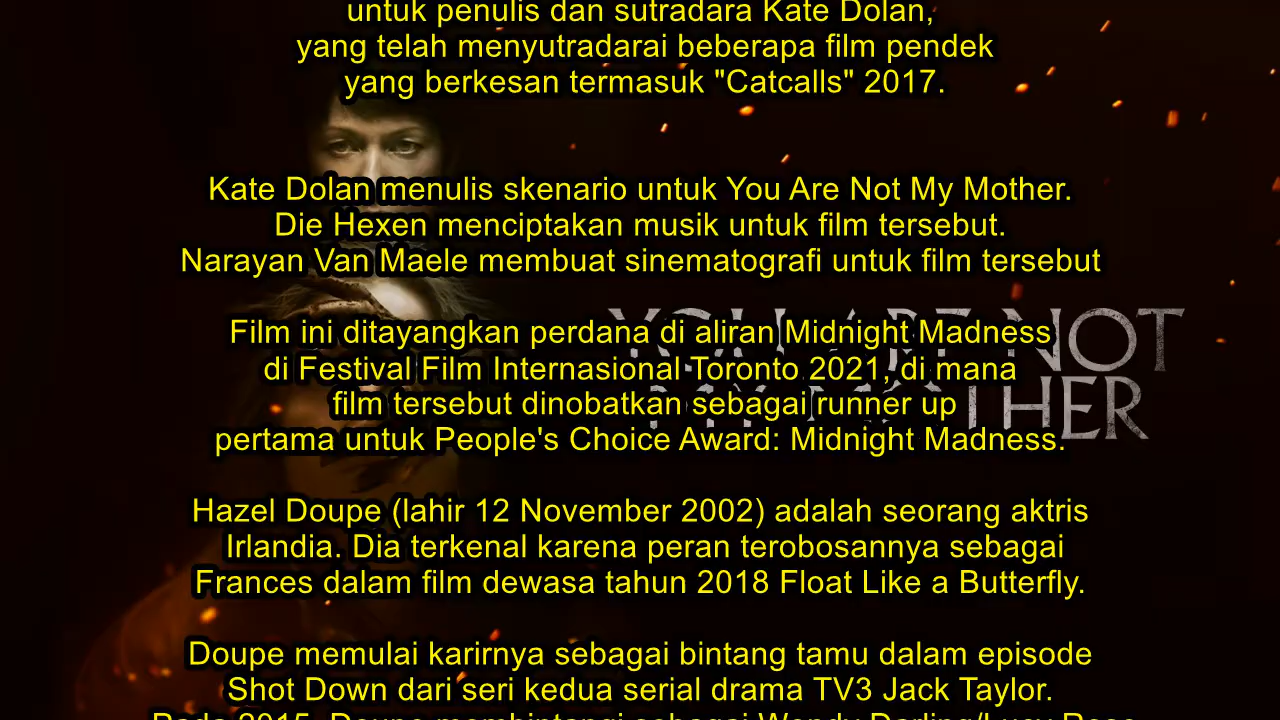 untuk penulis dan sutradara Kate Dolan,
yang telah menyutradarai beberapa film pendek
yang berkesan termasuk "Catcalls" 2017.
Kate Dolan menulis skenario untuk You Are Not My Mother.
Die Hexen menciptakan musik untuk film tersebut.
Narayan Van Maele membuat sinematografi untuk film tersebut
Film ini ditayangkan perdana di aliran Midnight Madness
di Festival Film Internasional Toronto 2021, di mana
film tersebut dinobatkan sebagai runner up
pertama untuk People's Choice Award: Midnight Madness.
YOU ARE NOT
MY MOTHER
Hazel Doupe (lahir 12 November 2002) adalah seorang aktris
Irlandia. Dia terkenal karena peran terobosannya sebagai
Frances dalam film dewasa tahun 2018 Float Like a Butterfly.
Doupe memulai karirnya sebagai bintang tamu dalam episode
Shot Down dari seri kedua serial drama TV3 Jack Taylor.